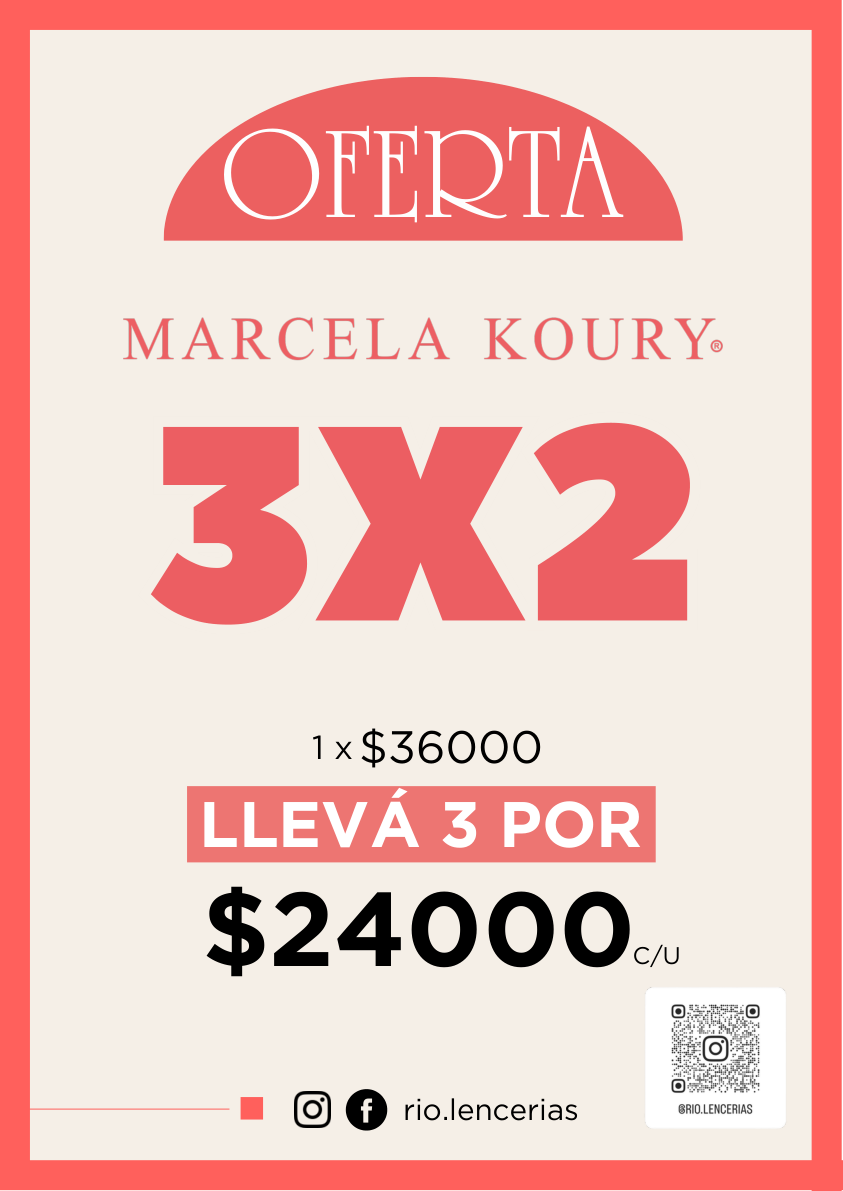 OFERTA
MARCELA KOURY®
3X2
1 x $36000
LLEVÁ 3 POR
$24000 C/U
@RIO.LENCERIAS
rio.lencerias